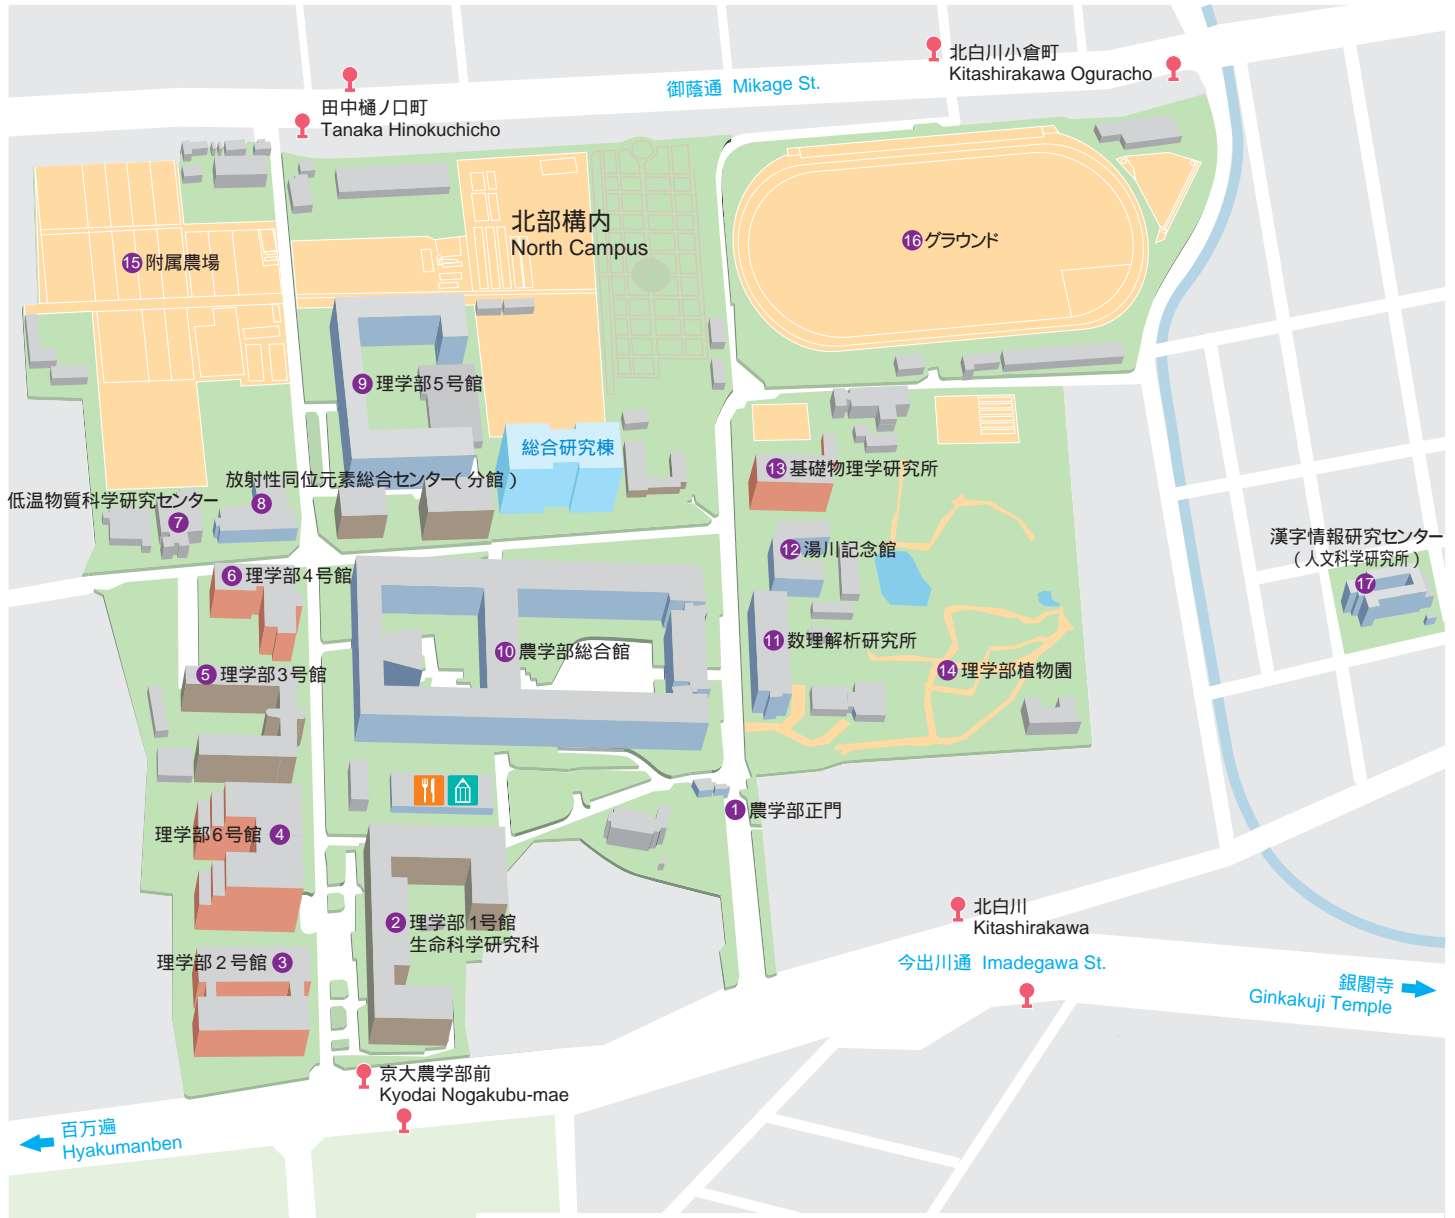 北白川小倉町
Kitashirakawa Oguracho
御蔭通 Mikage St.
田中樋ノ口町
Tanaka Hinokuchicho
北部構内
North Campus
16 グラウンド
15 附属農場
9 理学部5号館
総合研究棟
13 基礎物理学研究所
放射性同位元素総合センター(分館)
8
低温物質科学研究センター
7
12 湯川記念館
漢字情報研究センター
(人文科学研究所)
17
6 理学部4号館
11 数理解析研究所
10 農学部総合館
5 理学部3号館
14 理学部植物園
1 農学部正門
理学部6号館 4
2 理学部1号館
生命科学研究科
北白川
Kitashirakawa
理学部2号館 3
今出川通 Imadegawa St.
銀閣寺
Ginkakuji Temple
京大農学部前
Kyodai Nogakubu-mae
百万遍
Hyakumanben